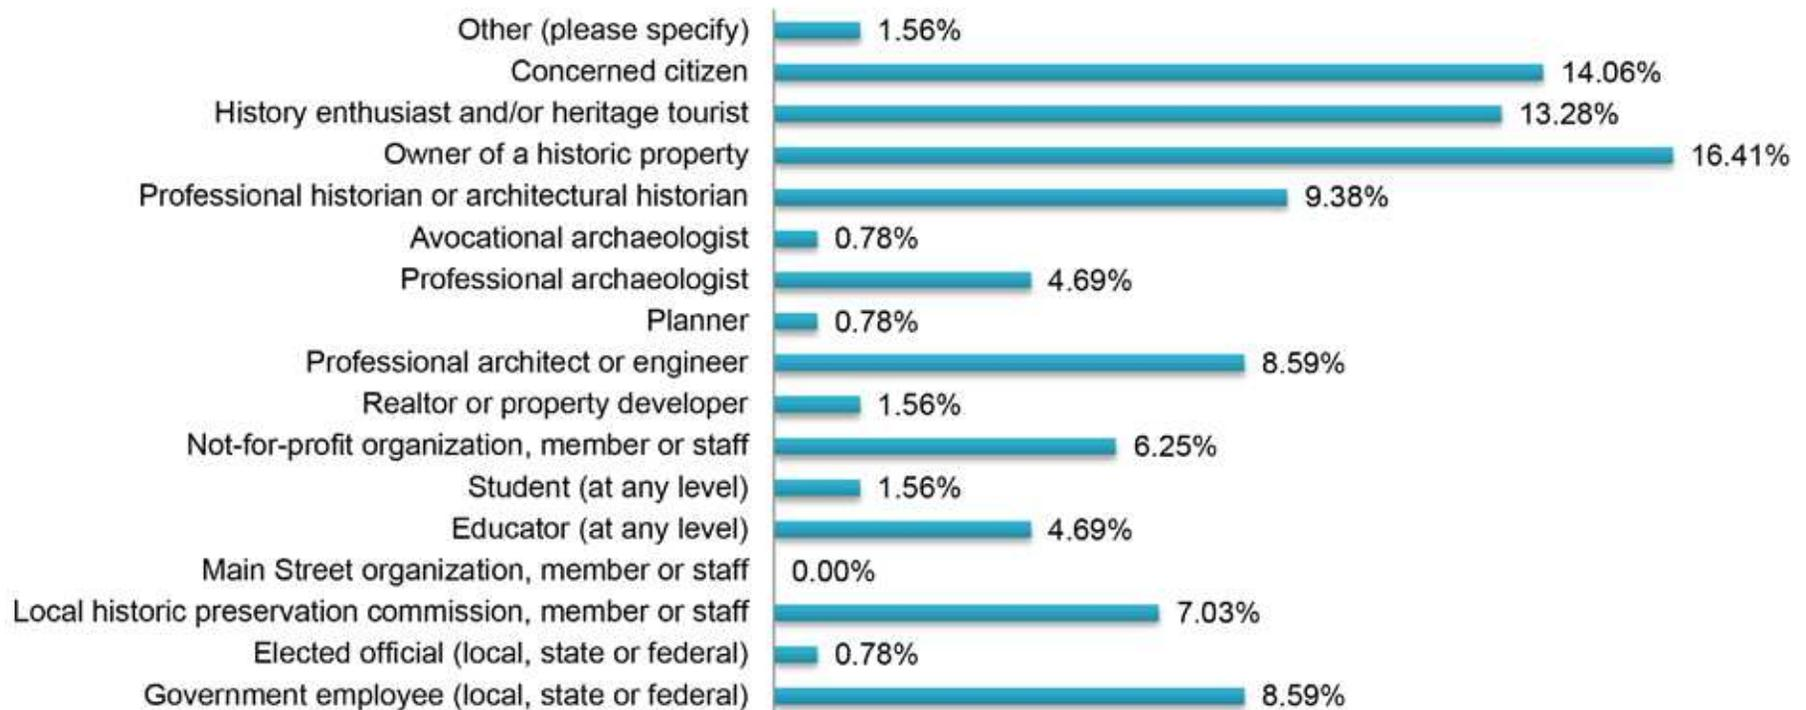 Other (please specify) 1.56%
Concerned citizen 14.06%
History enthusiast and/or heritage tourist 13.28%
Owner of a historic property 16.41%
Professional historian or architectural historian 9.38%
Avocational archaeologist 0.78%
Professional archaeologist 4.69%
Planner 0.78%
Professional architect or engineer 8.59%
Realtor or property developer 1.56%
Not-for-profit organization, member or staff 6.25%
Student (at any level) 1.56%
Educator (at any level) 4.69%
Main Street organization, member or staff 0.00%
Local historic preservation commission, member or staff 7.03%
Elected official (local, state or federal) 0.78%
Government employee (local, state or federal) 8.59%